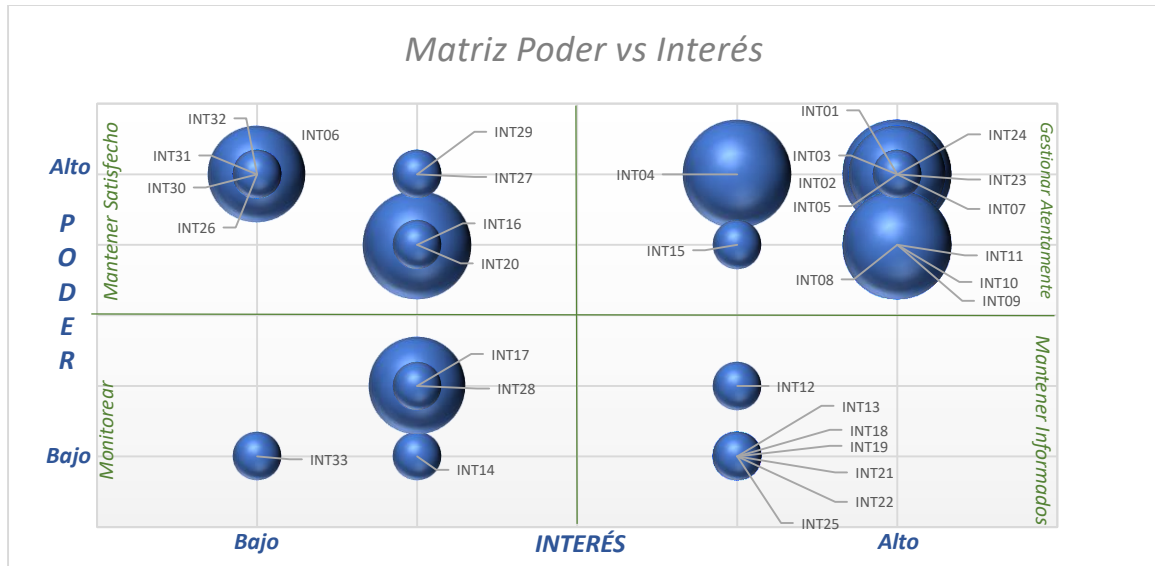 Matriz Poder vs Interés
Mantener Satisfecho
Gestionar Atentamente
Alto
P
O
D
E
R
Bajo
Monitorear
Mantener Informados
INT32
INT06
INT31
INT30
INT26
INT29
INT27
INT16
INT20
INT04
INT15
INT01
INT24
INT03
INT23
INT02
INT05
INT07
INT08
INT11
INT10
INT09
INT17
INT28
INT33
INT14
INT12
INT13
INT18
INT19
INT21
INT22
INT25
Bajo
INTERÉS
Alto